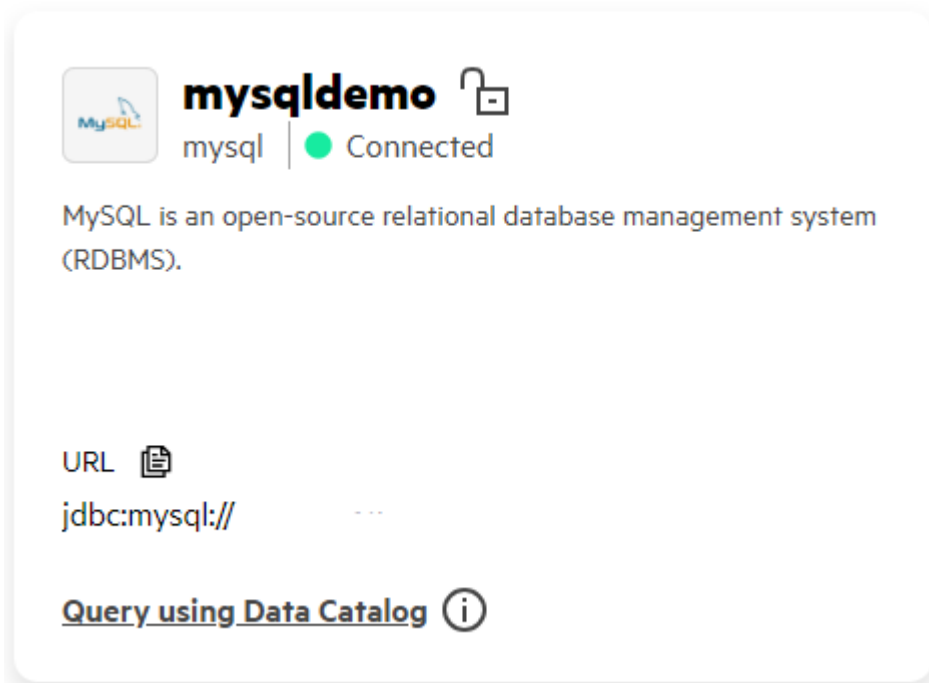 mysqldemo
MySQL
mysql
Connected
MySQL is an open-source relational database management system
(RDBMS).
URL
jdbc:mysql://
Query using Data Catalog